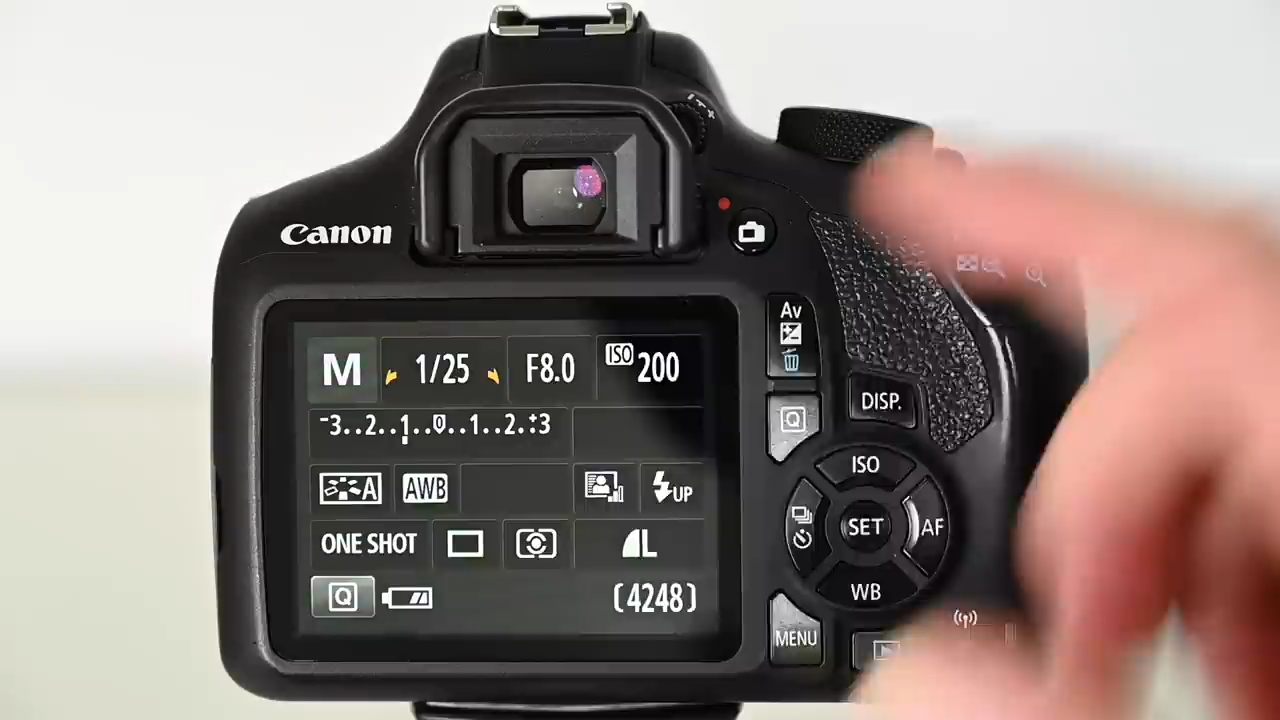 Canon
M 1/25 F8.0 ISO 200
-3..2..1..0..1..2.+3
A AWB UP
ONE SHOT L
Q (4248)
Av
Q
DISP.
ISO
SET AF
WB
MENU